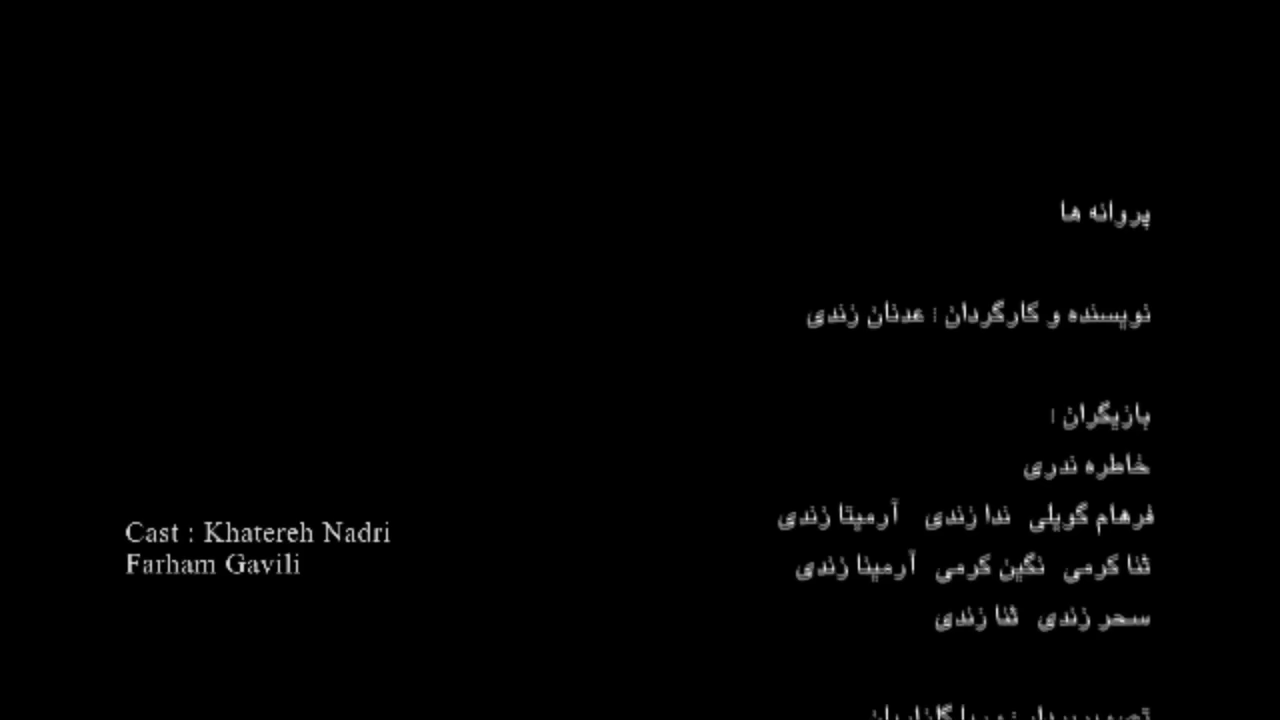 پروانه ها
نویسنده و کارگردان : عدنان زندی
بازیگران :
خاطره ندری
فرهام گویلی ندا زندی آرمیتا زندی
ثنا کرمی نگین کرمی آرمینا زندی
سحر زندی ثنا زندی
Cast : Khatereh Nadri
Farham Gavili